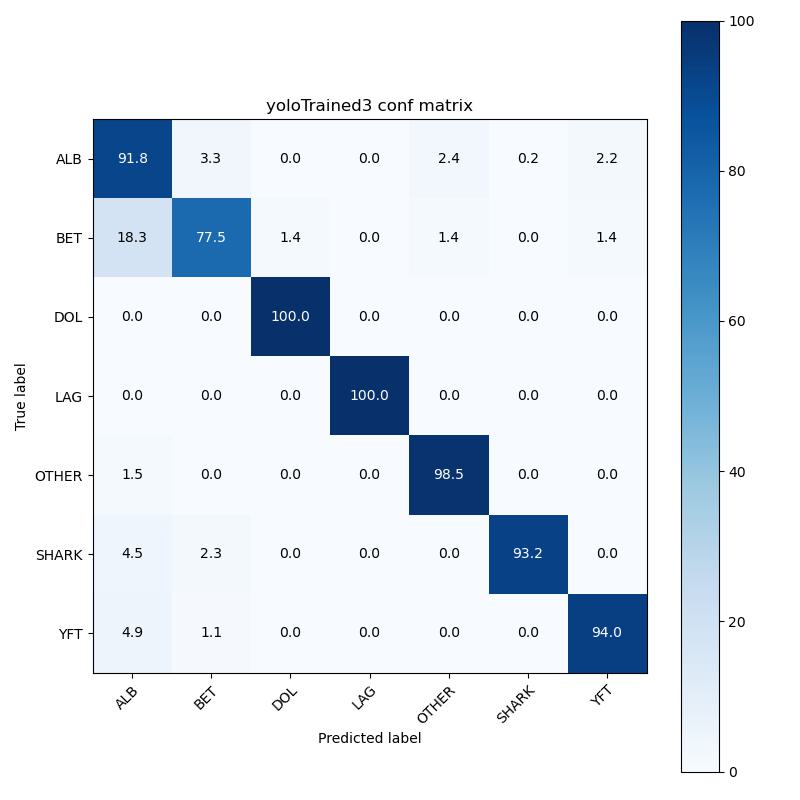 yoloTrained3 conf matrix
ALB 91.8 3.3 0.0 0.0 2.4 0.2 2.2
BET 18.3 77.5 1.4 0.0 1.4 0.0 1.4
DOL 0.0 0.0 100.0 0.0 0.0 0.0 0.0
LAG 0.0 0.0 0.0 100.0 0.0 0.0 0.0
OTHER 1.5 0.0 0.0 0.0 98.5 0.0 0.0
SHARK 4.5 2.3 0.0 0.0 0.0 93.2 0.0
YFT 4.9 1.1 0.0 0.0 0.0 0.0 94.0
ALB BET DOL LAG OTHER SHARK YFT
Predicted label
True label
100
80
60
40
20
0